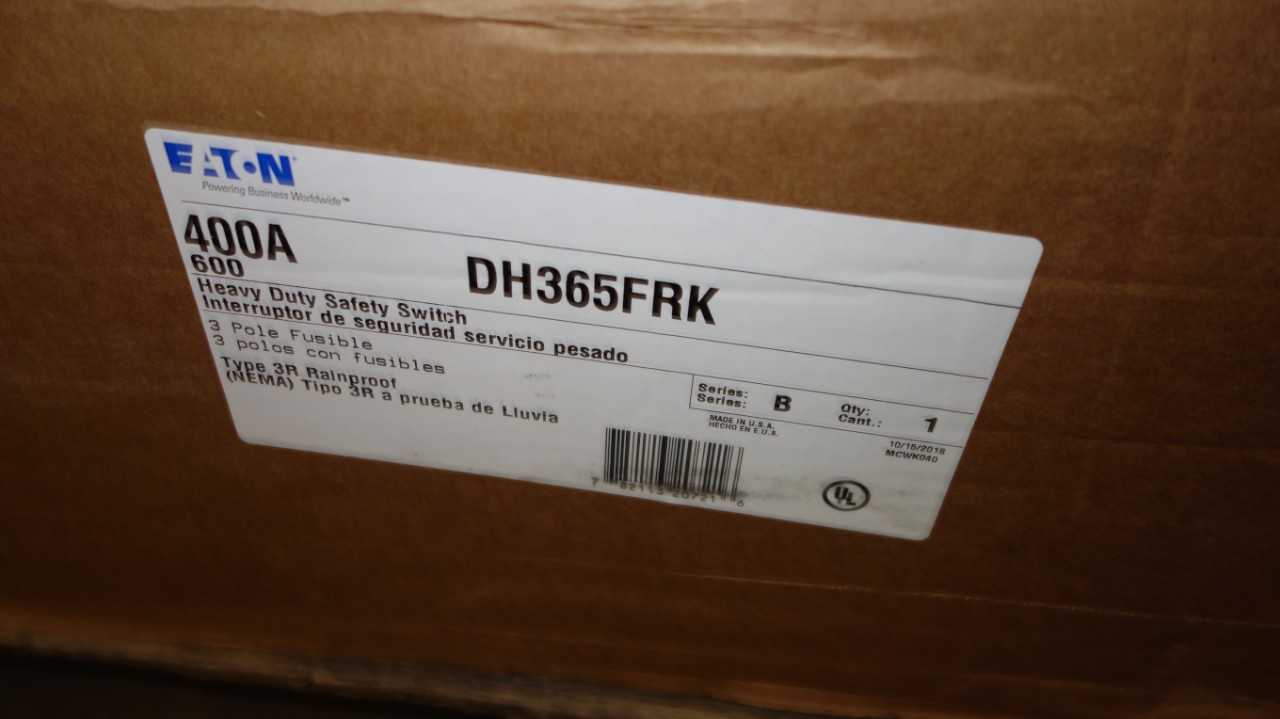 EATON
Powering Business Worldwide™
400A
600
DH365FRK
Heavy Duty Safety Switch
Interruptor de seguridad servicio pesado
3 Pole Fusible
3 polos con fusibles
Type 3R Rainproof
(NEMA) Tipo 3R a prueba de Lluvia
Series:
Series:
B
Qty:
Cant.:
1
MADE IN U.S.A.
HECHO EN E.U.A.
10/15/2018
MCWK040
UL